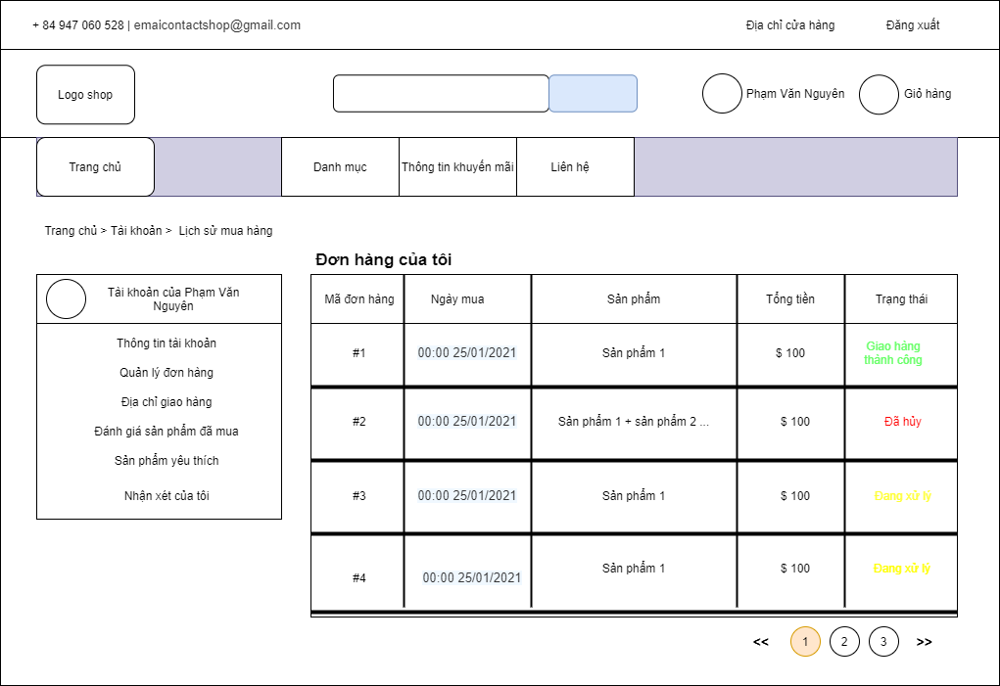 + 84 947 060 528 | emaicontactshop@gmail.com
Địa chỉ cửa hàng
Đăng xuất
Logo shop
Phạm Văn Nguyên
Giỏ hàng
Trang chủ
Danh mục
Thông tin khuyến mãi
Liên hệ
Trang chủ > Tài khoản > Lịch sử mua hàng
Đơn hàng của tôi
Tài khoản của Phạm Văn
Nguyên
Thông tin tài khoản
Quản lý đơn hàng
Địa chỉ giao hàng
Đánh giá sản phẩm đã mua
Sản phẩm yêu thích
Nhận xét của tôi
Mã đơn hàng
Ngày mua
Sản phẩm
Tổng tiền
Trạng thái
#1
00:00 25/01/2021
Sản phẩm 1
$ 100
Giao hàng
thành công
#2
00:00 25/01/2021
Sản phẩm 1 + sản phẩm 2 ...
$ 100
Đã hủy
#3
00:00 25/01/2021
Sản phẩm 1
$ 100
Đang xử lý
#4
00:00 25/01/2021
Sản phẩm 1
$ 100
Đang xử lý
<<
1
2
3
>>